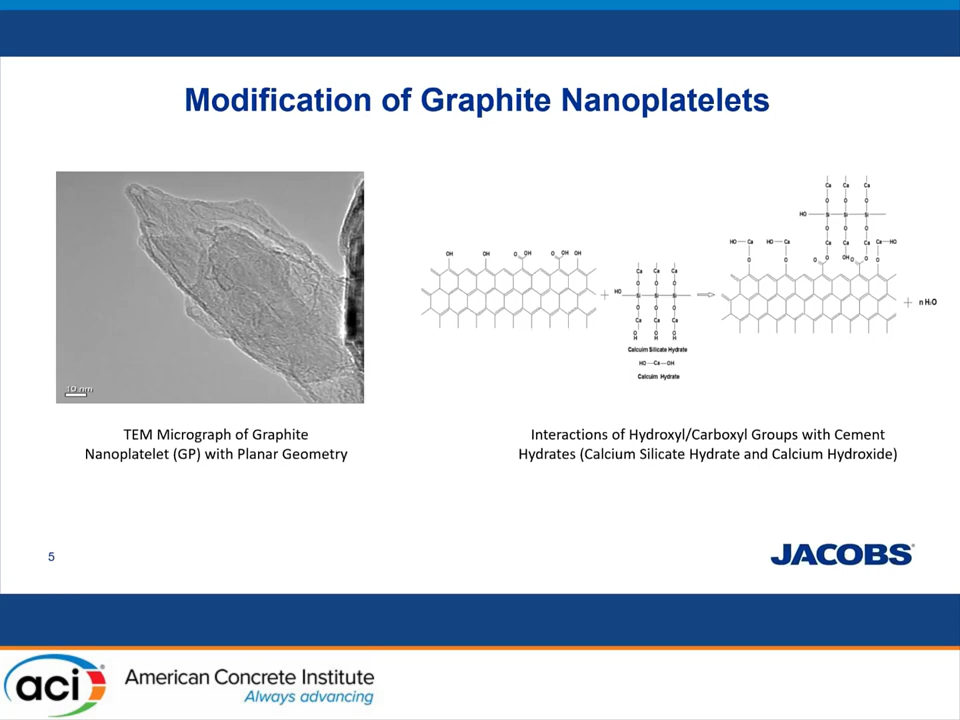 Modification of Graphite Nanoplatelets
10 nm
TEM Micrograph of Graphite
Nanoplatelet (GP) with Planar Geometry
OH
OH
O
OH
O
OH
OH
Ca
Ca
Ca
O
O
O
HO
Si
Si
Si
O
O
O
Ca
Ca
Ca
O
O
O
H
H
H
Calcuim Silicate Hydrate
HO
Ca
OH
Calcuim Hydrate
Ca
Ca
Ca
O
O
O
HO
Si
Si
Si
O
O
O
HO
Ca
HO
Ca
Ca
Ca
Ca
Ca
HO
O
O
O
O
OH
O
O
O
n H₂O
Interactions of Hydroxyl/Carboxyl Groups with Cement
Hydrates (Calcium Silicate Hydrate and Calcium Hydroxide)
5
JACOBS
aci
American Concrete Institute
Always advancing